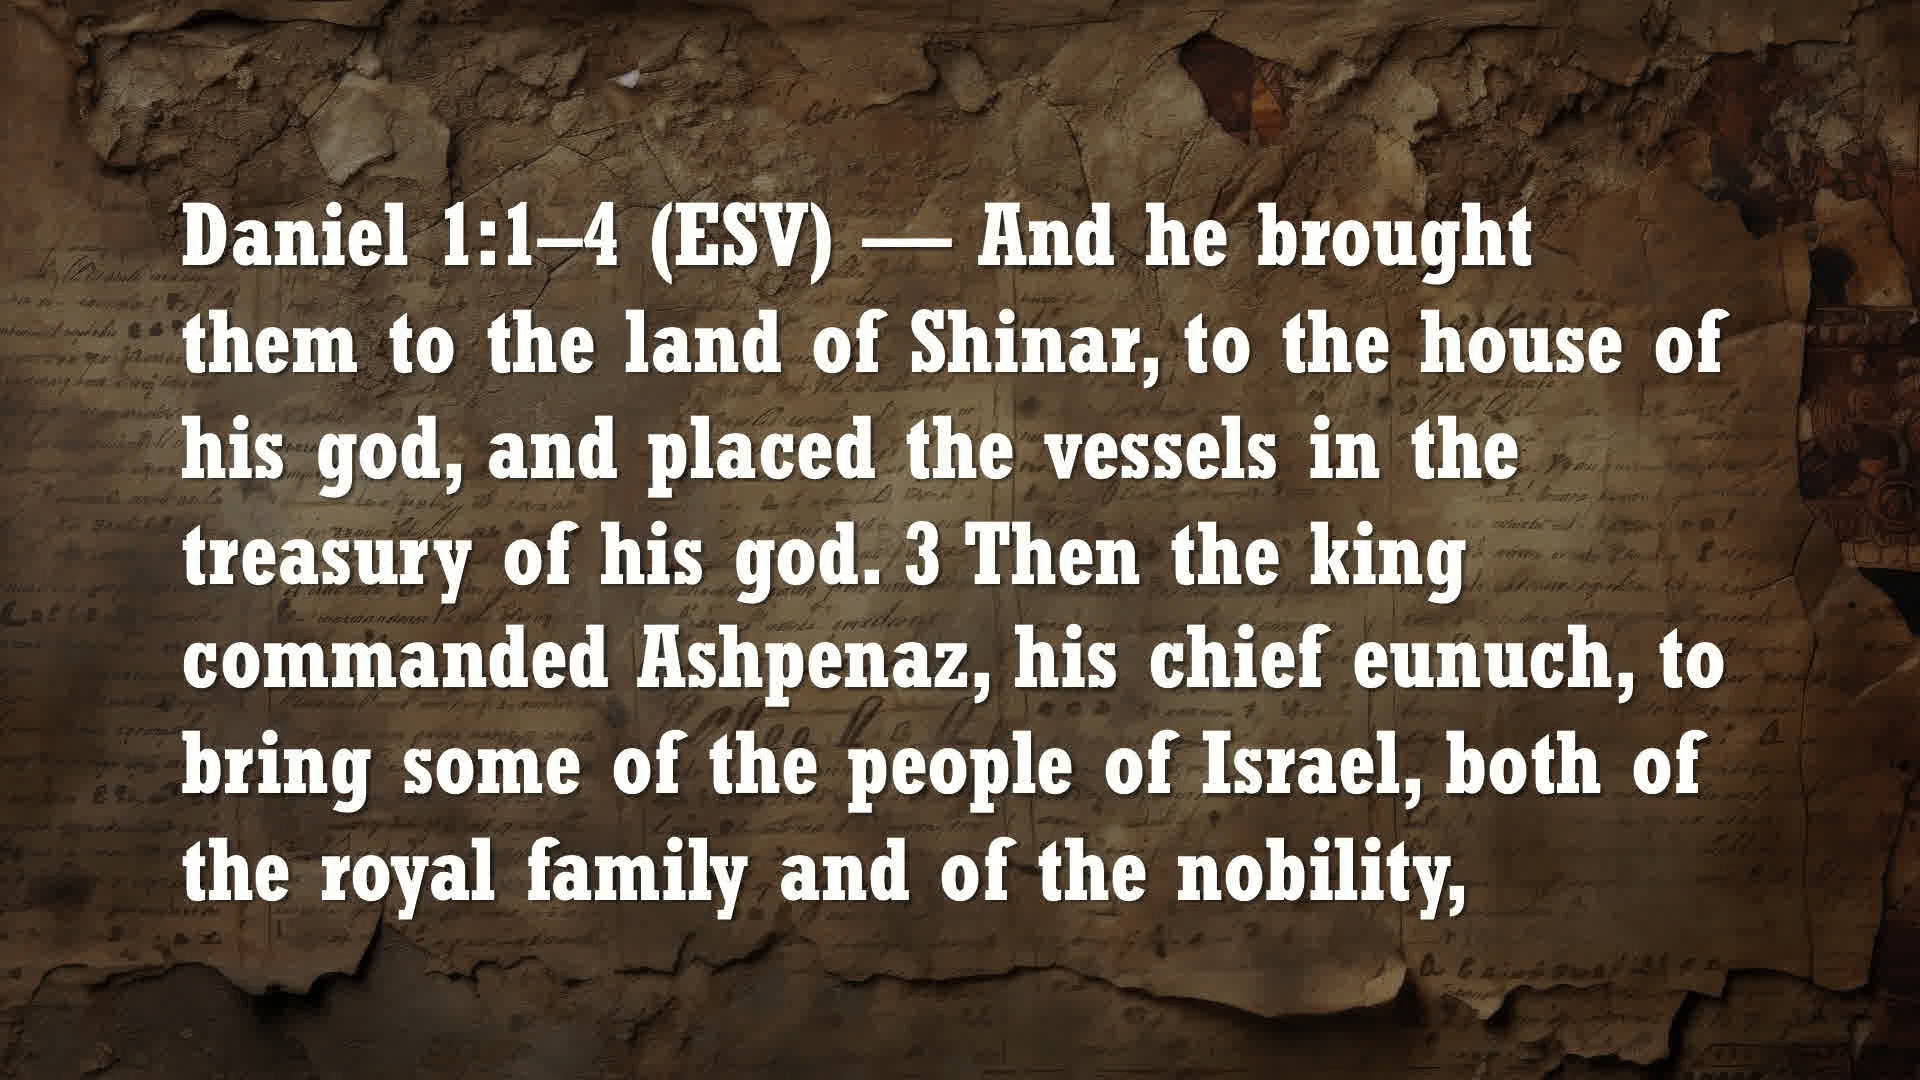 Daniel 1:1–4 (ESV) — And he brought
them to the land of Shinar, to the house of
his god, and placed the vessels in the
treasury of his god. 3 Then the king
commanded Ashpenaz, his chief eunuch, to
bring some of the people of Israel, both of
the royal family and of the nobility,